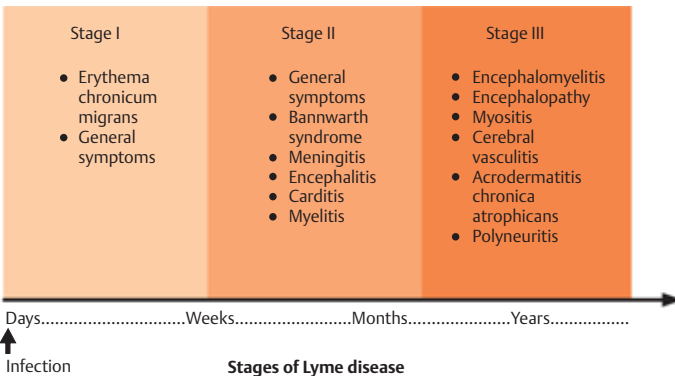 Stage I
● Erythema
chronicum
migrans
● General
symptoms
Stage II
● General
symptoms
● Bannwarth
syndrome
● Meningitis
● Encephalitis
● Carditis
● Myelitis
Stage III
● Encephalomyelitis
● Encephalopathy
● Myositis
● Cerebral
vasculitis
● Acrodermatitis
chronica
atrophicans
● Polyneuritis
Days.............................Weeks.......................Months....................Years................
Infection
Stages of Lyme disease